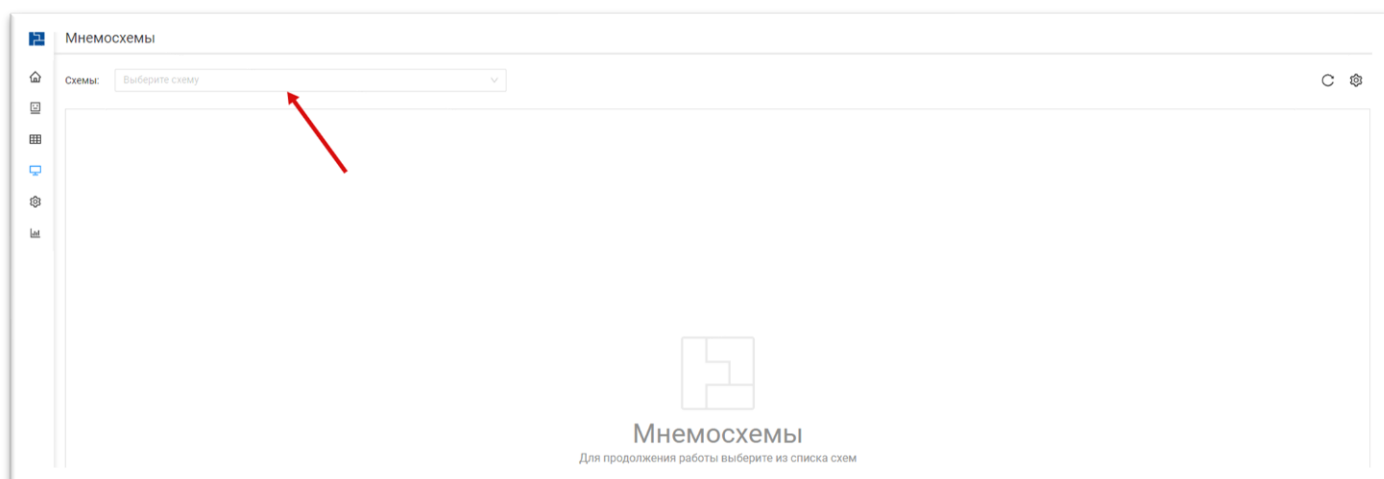 Мнемосхемы
Схемы: Выберите схему
Мнемосхемы
Для продолжения работы выберите из списка схем